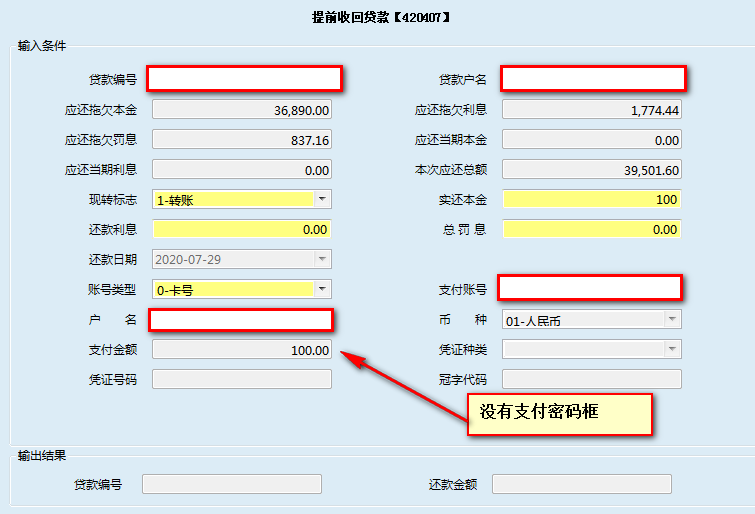 提前收回贷款【420407】
输入条件
贷款编号 贷款户名
应还拖欠本金 36,890.00 应还拖欠利息 1,774.44
应还拖欠罚息 837.16 应还当期本金 0.00
应还当期利息 0.00 本次应还总额 39,501.60
现转标志 1-转账 实还本金 100
还款利息 0.00 总 罚 息 0.00
还款日期 2020-07-29
账号类型 0-卡号 支付账号
户 名 币 种 01-人民币
支付金额 100.00 凭证种类
凭证号码 冠字代码
没有支付密码框
输出结果
贷款编号 还款金额